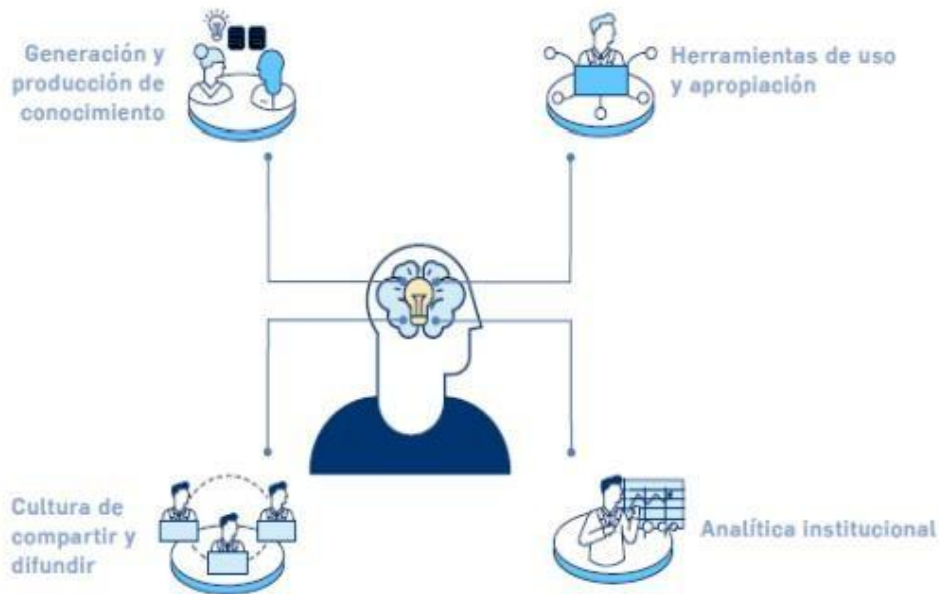 Generación y
producción de
conocimiento
Herramientas de uso
y apropiación
Cultura de
compartir y
difundir
Analítica institucional